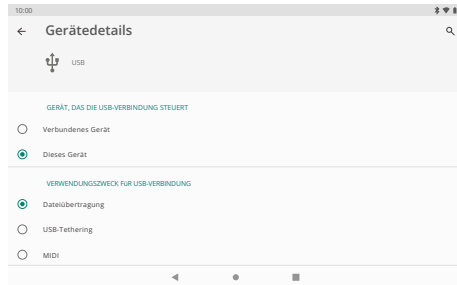 10:00
Gerätedetails
USB
GERÄT, DAS DIE USB-VERBINDUNG STEUERT
Verbundenes Gerät
Dieses Gerät
VERWENDUNGSZWECK FÜR USB-VERBINDUNG
Dateiübertragung
USB-Tethering
MIDI